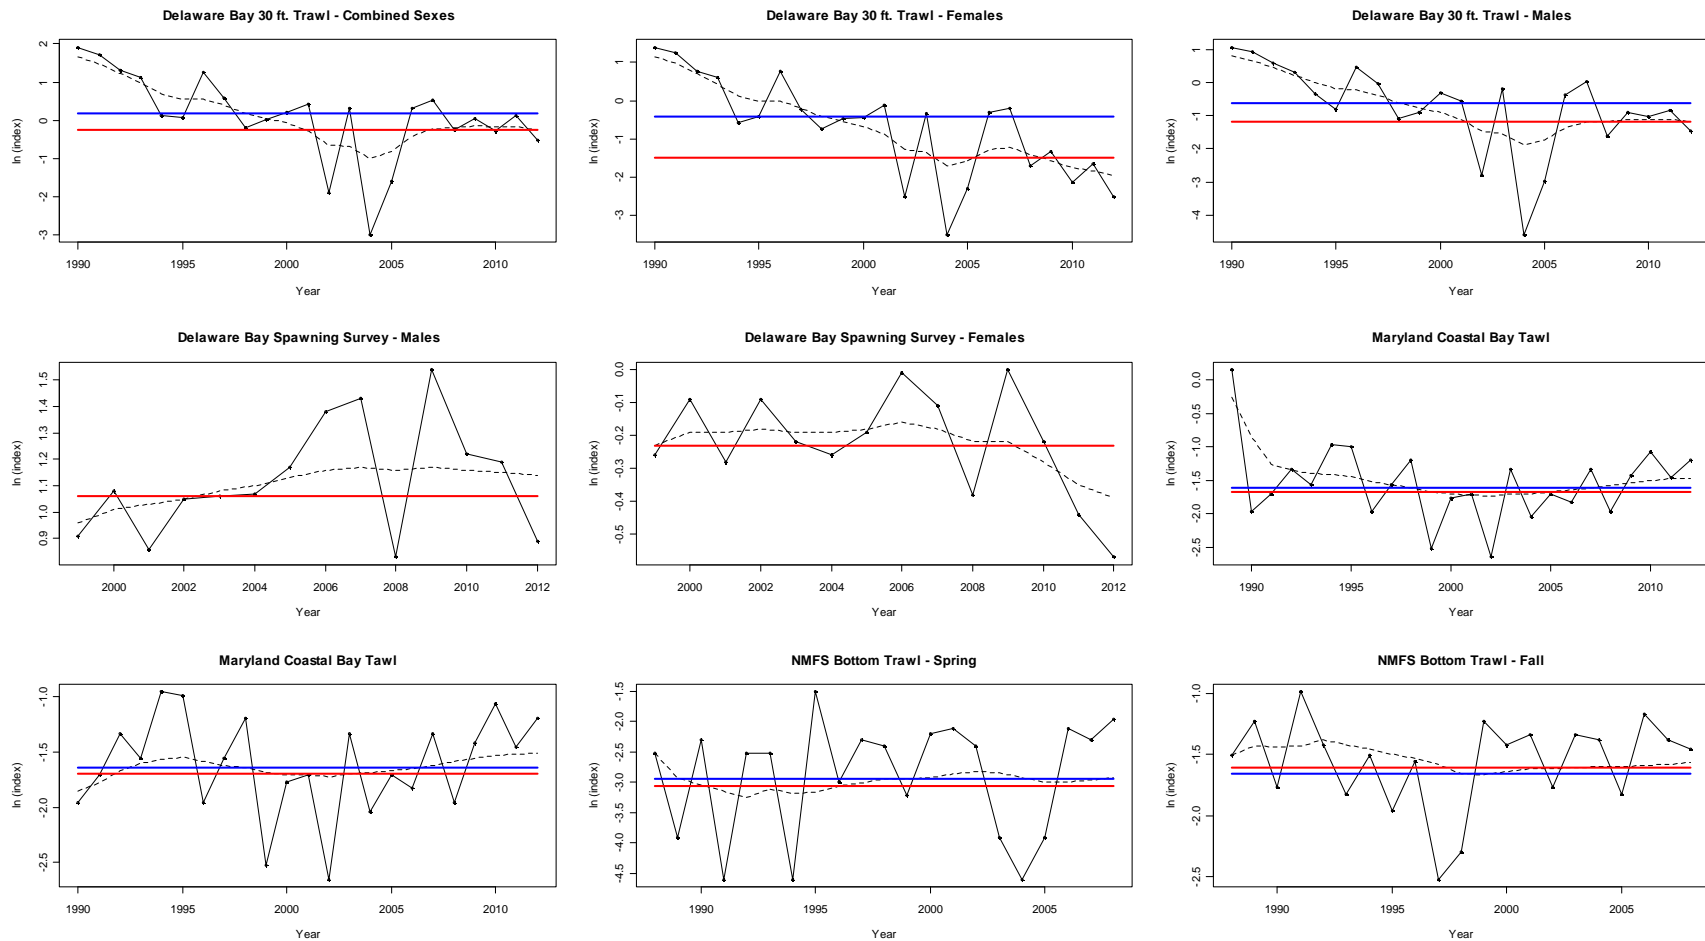 Delaware Bay 30 ft. Trawl - Combined Sexes
ln (index)
2
1
0
-1
-2
-3
1990 1995 2000 2005 2010
Year
Delaware Bay 30 ft. Trawl - Females
ln (index)
1
0
-1
-2
-3
1990 1995 2000 2005 2010
Year
Delaware Bay 30 ft. Trawl - Males
ln (index)
1
0
-1
-2
-3
-4
1990 1995 2000 2005 2010
Year
Delaware Bay Spawning Survey - Males
ln (index)
1.5
1.4
1.3
1.2
1.1
1.0
0.9
2000 2002 2004 2006 2008 2010 2012
Year
Delaware Bay Spawning Survey - Females
ln (index)
0.0
-0.1
-0.2
-0.3
-0.4
-0.5
2000 2002 2004 2006 2008 2010 2012
Year
Maryland Coastal Bay Tawl
ln (index)
0.0
-0.5
-1.0
-1.5
-2.0
-2.5
1990 1995 2000 2005 2010
Year
Maryland Coastal Bay Tawl
ln (index)
-1.0
-1.5
-2.0
-2.5
1990 1995 2000 2005 2010
Year
NMFS Bottom Trawl - Spring
ln (index)
-1.5
-2.0
-2.5
-3.0
-3.5
-4.0
-4.5
1990 1995 2000 2005
Year
NMFS Bottom Trawl - Fall
ln (index)
-1.0
-1.5
-2.0
-2.5
1990 1995 2000 2005
Year